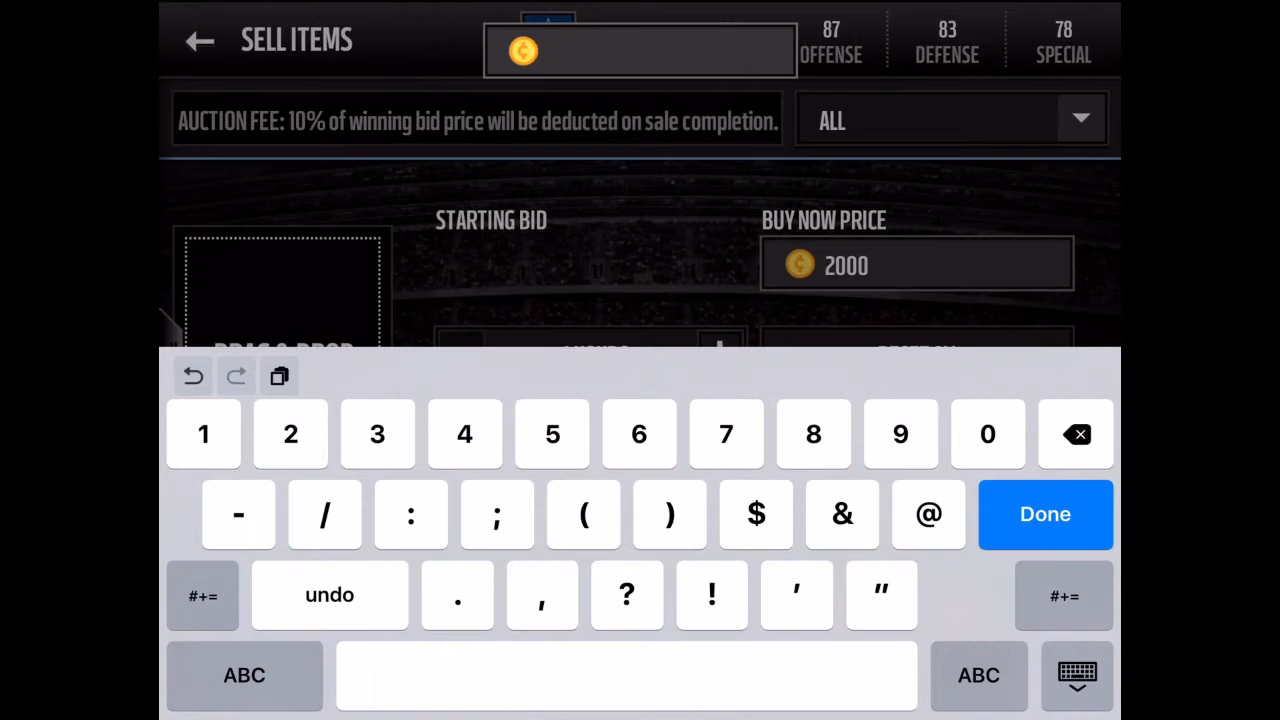 SELL ITEMS
87 83 78
OFFENSE DEFENSE SPECIAL
AUCTION FEE: 10% of winning bid price will be deducted on sale completion.
ALL
STARTING BID
BUY NOW PRICE
2000
1 2 3 4 5 6 7 8 9 0
- / : ; ( ) $ & @ Done
#+= undo . , ? ! ' " #+=
ABC ABC